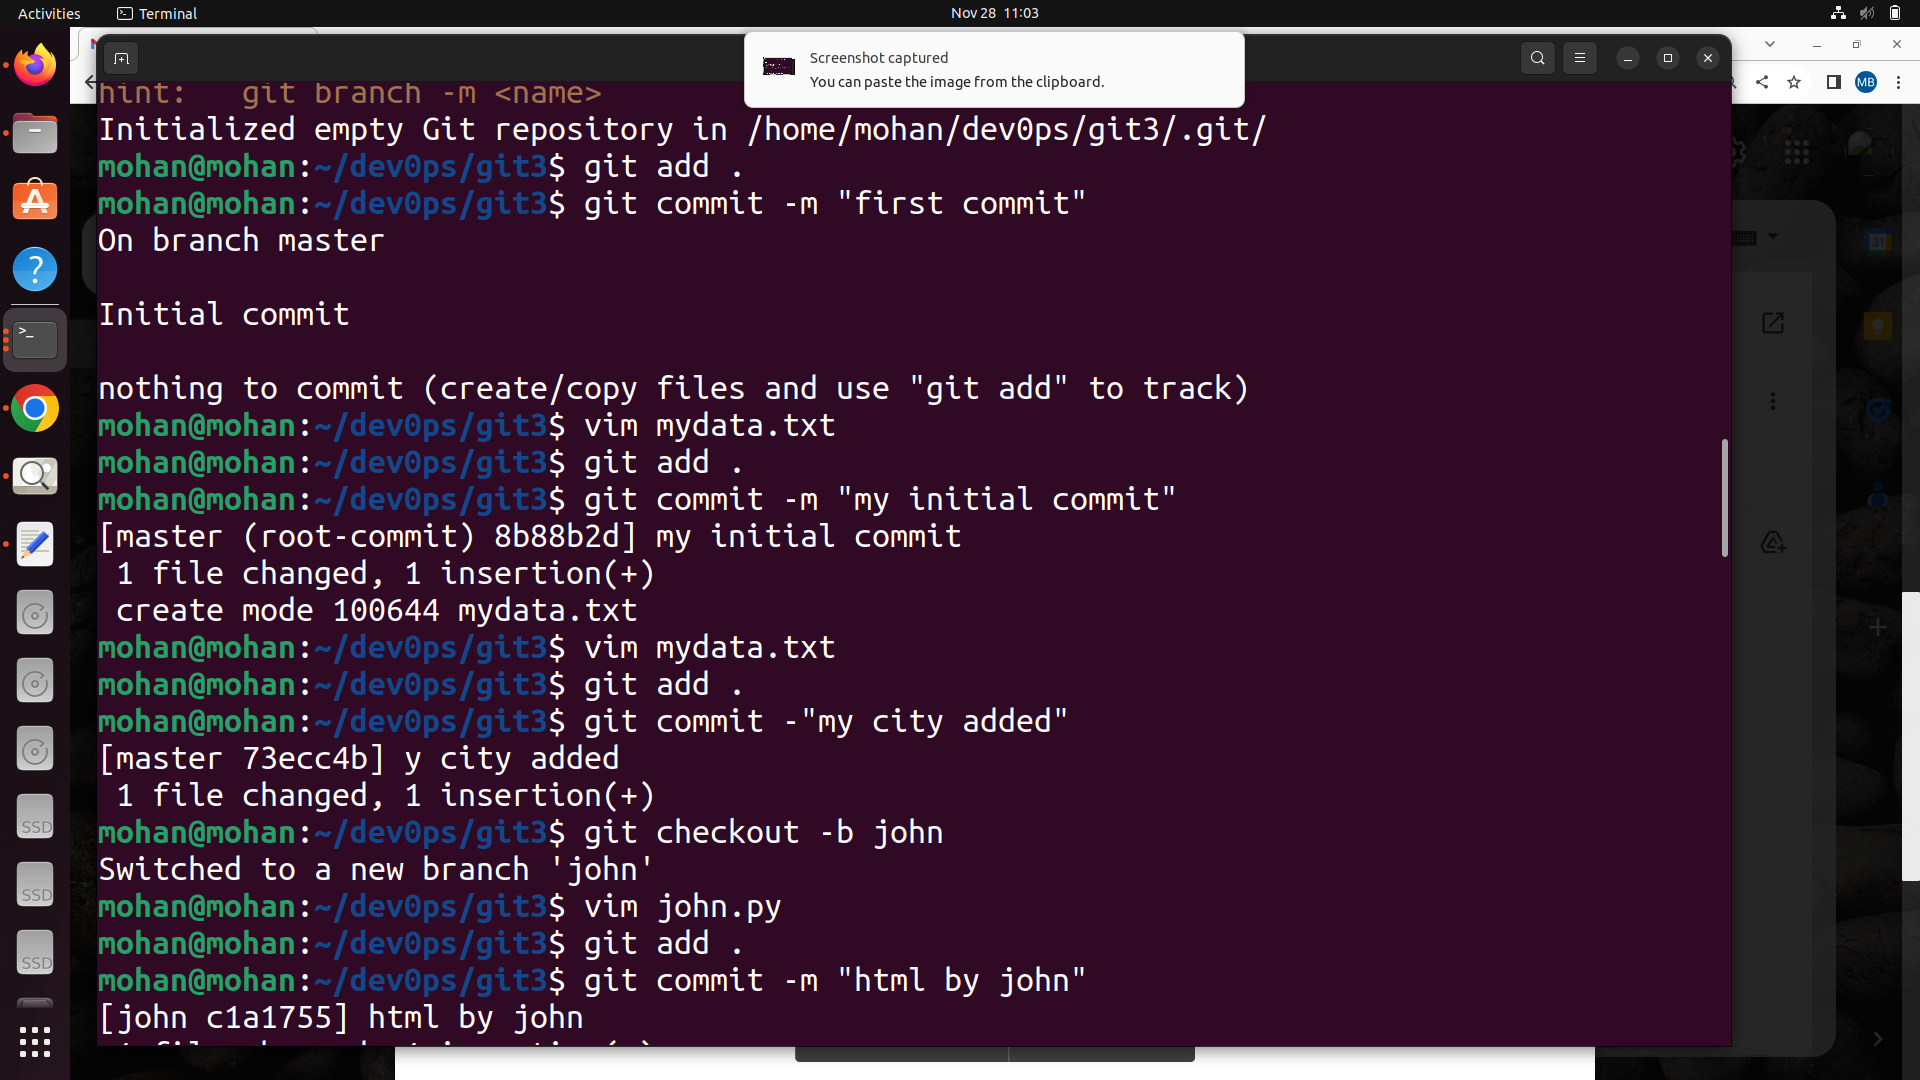 Activities
Terminal
Nov 28 11:03
Screenshot captured
You can paste the image from the clipboard.
MB
hint:   git branch -m <name>
Initialized empty Git repository in /home/mohan/dev0ps/git3/.git/
mohan@mohan:~/dev0ps/git3$ git add .
mohan@mohan:~/dev0ps/git3$ git commit -m "first commit"
On branch master
Initial commit
nothing to commit (create/copy files and use "git add" to track)
mohan@mohan:~/dev0ps/git3$ vim mydata.txt
mohan@mohan:~/dev0ps/git3$ git add .
mohan@mohan:~/dev0ps/git3$ git commit -m "my initial commit"
[master (root-commit) 8b88b2d] my initial commit
 1 file changed, 1 insertion(+)
 create mode 100644 mydata.txt
mohan@mohan:~/dev0ps/git3$ vim mydata.txt
mohan@mohan:~/dev0ps/git3$ git add .
mohan@mohan:~/dev0ps/git3$ git commit -"my city added"
[master 73ecc4b] y city added
 1 file changed, 1 insertion(+)
mohan@mohan:~/dev0ps/git3$ git checkout -b john
Switched to a new branch 'john'
mohan@mohan:~/dev0ps/git3$ vim john.py
mohan@mohan:~/dev0ps/git3$ git add .
mohan@mohan:~/dev0ps/git3$ git commit -m "html by john"
[john c1a1755] html by john
SSD
SSD
SSD
31